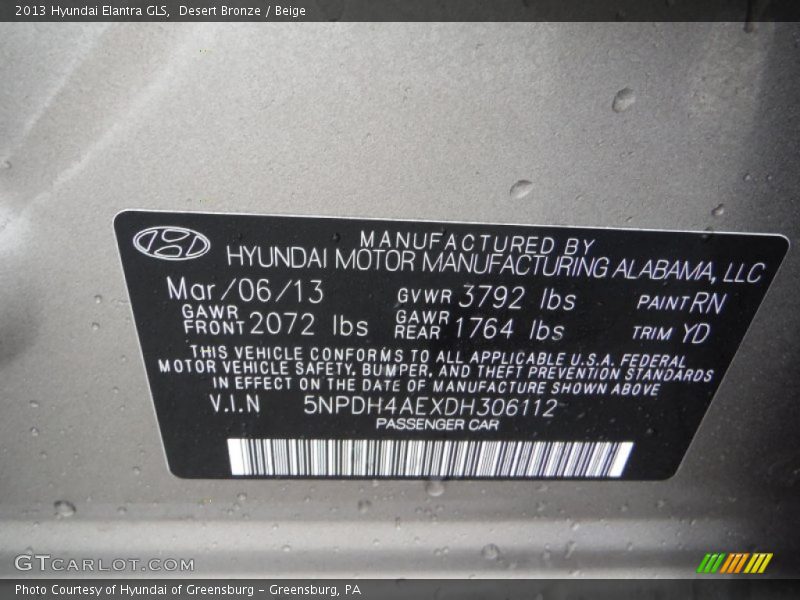 2013 Hyundai Elantra GLS, Desert Bronze / Beige
MANUFACTURED BY
HYUNDAI MOTOR MANUFACTURING ALABAMA, LLC
Mar/06/13 GVWR 3792 lbs PAINT RN
GAWR FRONT 2072 lbs GAWR REAR 1764 lbs TRIM YD
THIS VEHICLE CONFORMS TO ALL APPLICABLE U.S.A. FEDERAL
MOTOR VEHICLE SAFETY, BUMPER, AND THEFT PREVENTION STANDARDS
IN EFFECT ON THE DATE OF MANUFACTURE SHOWN ABOVE
V.I.N 5NPDH4AEXDH306112
PASSENGER CAR
GTCARLOT.COM
Photo Courtesy of Hyundai of Greensburg - Greensburg, PA